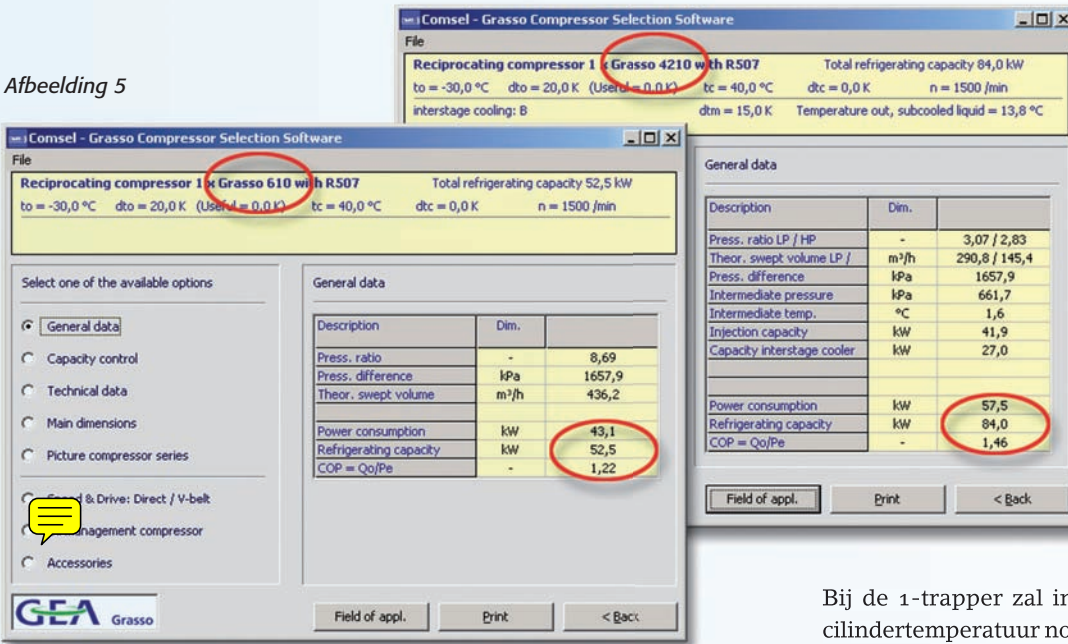 Afbeelding 5
Comsel - Grasso Compressor Selection Software
File
Reciprocating compressor 1 x Grasso 4210 with R507 Total refrigerating capacity 84,0 kW
to = -30,0 °C dto = 20,0 K (Useful = 0,0 K) tc = 40,0 °C dtc = 0,0 K n = 1500 /min
interstage cooling: B dtm = 15,0 K Temperature out, subcooled liquid = 13,8 °C
General data
Description Dim.
Press. ratio LP / HP - 3,07 / 2,83
Theor. swept volume LP / m³/h 290,8 / 145,4
Press. difference kPa 1657,9
Intermediate pressure kPa 661,7
Intermediate temp. °C 1,6
Injection capacity kW 41,9
Capacity interstage cooler kW 27,0
Power consumption kW 57,5
Refrigerating capacity kW 84,0
COP = Qo/Pe - 1,46
Field of appl. Print < Back
Comsel - Grasso Compressor Selection Software
File
Reciprocating compressor 1 x Grasso 610 with R507 Total refrigerating capacity 52,5 kW
to = -30,0 °C dto = 20,0 K (Useful = 0,0 K) tc = 40,0 °C dtc = 0,0 K n = 1500 /min
Select one of the available options
General data
Capacity control
Technical data
Main dimensions
Picture compressor series
& Drive: Direct / V-belt
compressor
Accessories
General data
Description Dim.
Press. ratio - 8,69
Press. difference kPa 1657,9
Theor. swept volume m³/h 436,2
Power consumption kW 43,1
Refrigerating capacity kW 52,5
COP = Qo/Pe - 1,22
GEA Grasso
Field of appl. Print < Back
Bij de 1-trapper zal
cilindertemperatuur